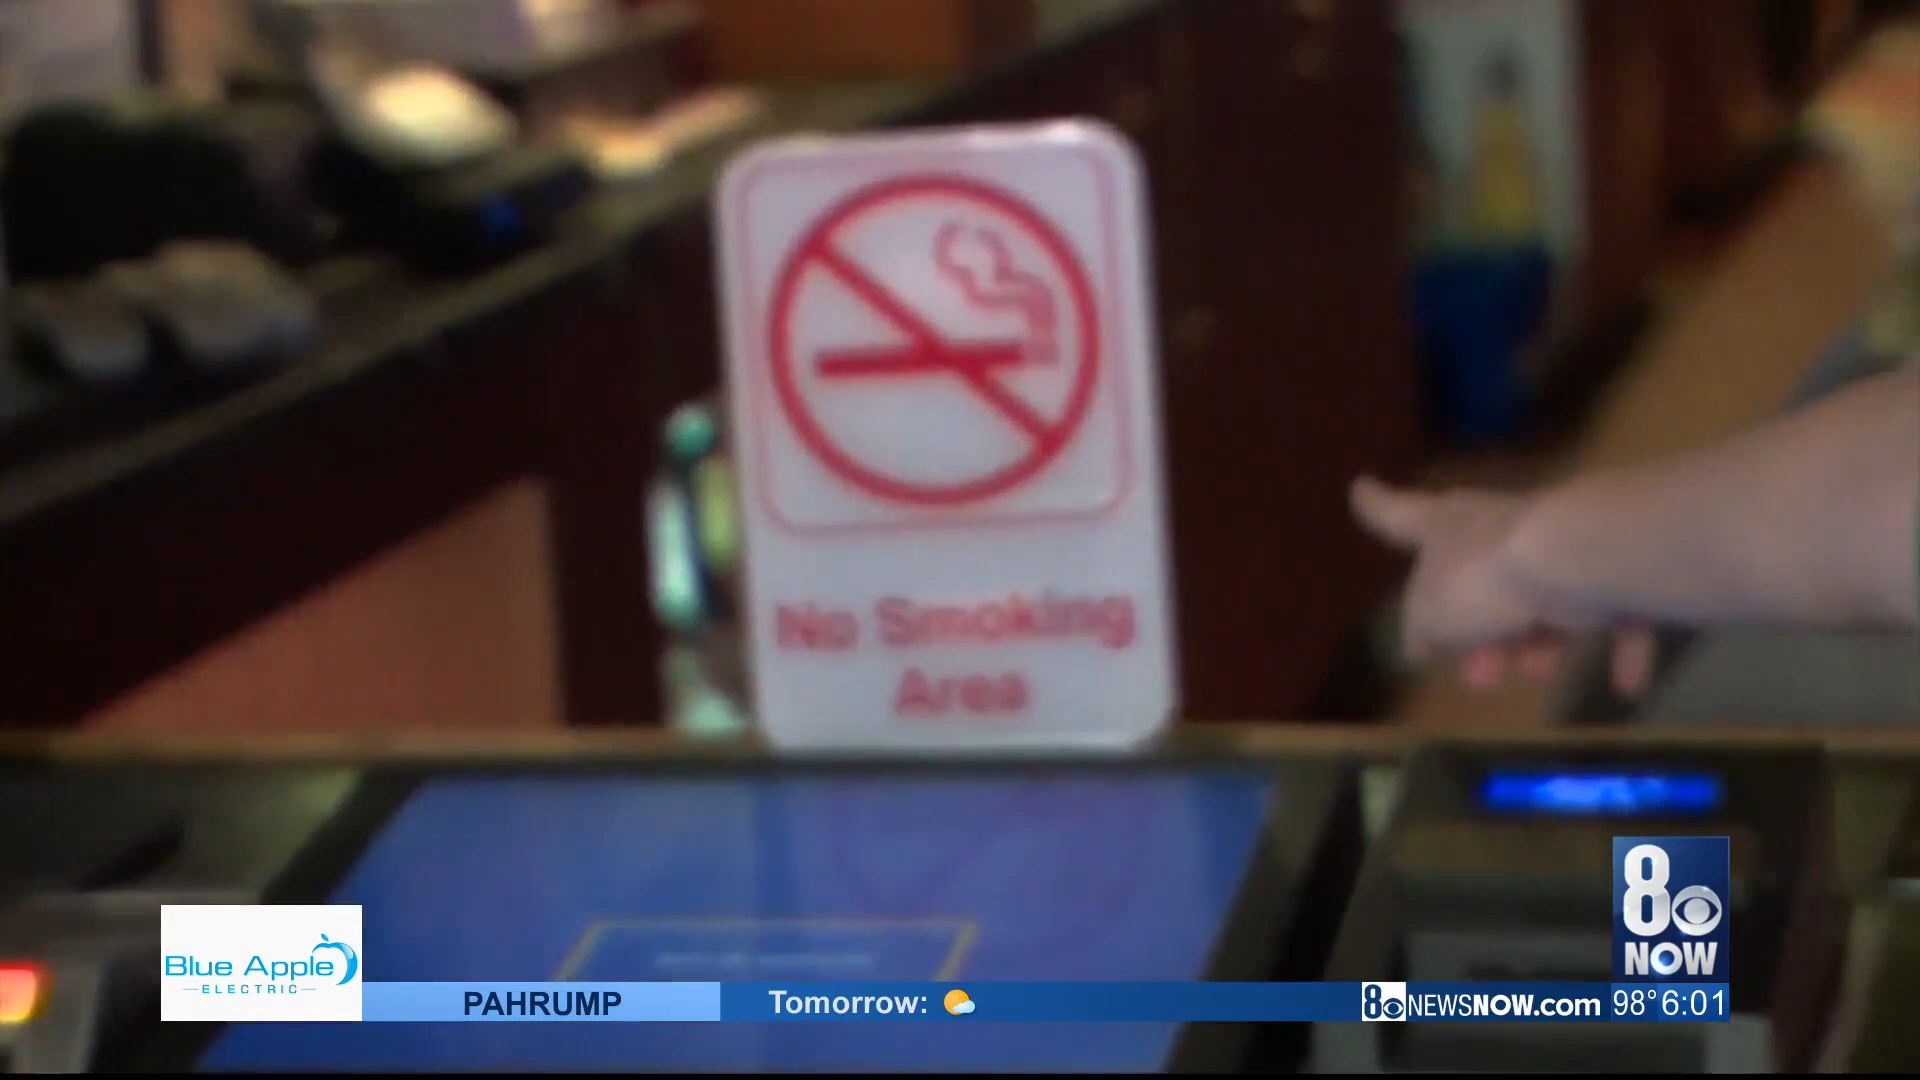 No Smoking
Area
8
NOW
Blue Apple
ELECTRIC
PAHRUMP
Tomorrow:
8NEWSNOW.com
98° 6:01